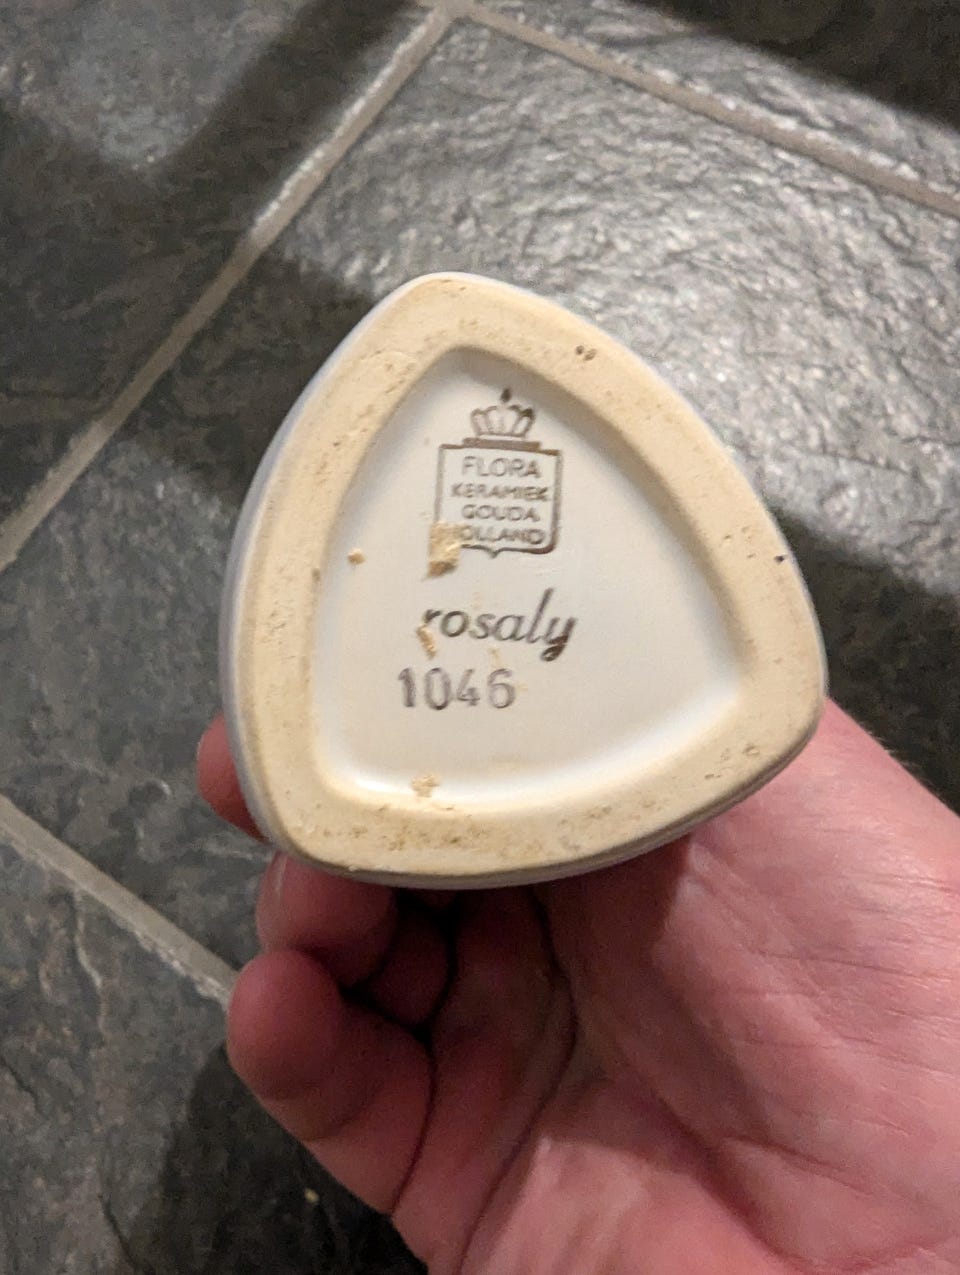 FLORA
KERAMIEK
GOUDA
HOLLAND
rosaly
1046